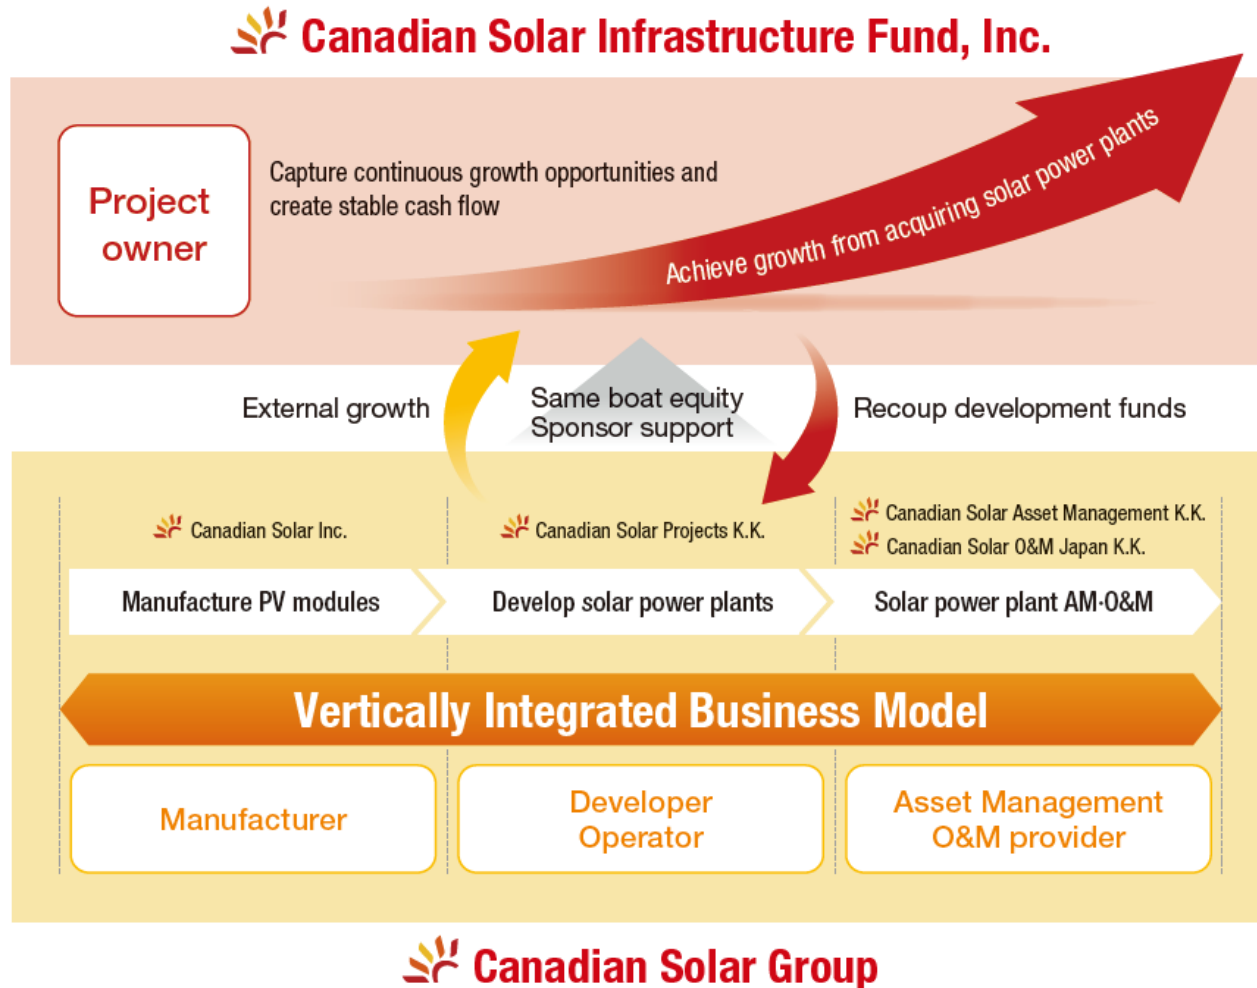 Canadian Solar Infrastructure Fund, Inc.
Project
owner
Capture continuous growth opportunities and
create stable cash flow
Achieve growth from acquiring solar power plants
External growth
Same boat equity
Sponsor support
Recoup development funds
Canadian Solar Inc.
Canadian Solar Projects K.K.
Canadian Solar Asset Management K.K.
Canadian Solar O&M Japan K.K.
Manufacture PV modules
Develop solar power plants
Solar power plant AM·O&M
Vertically Integrated Business Model
Manufacturer
Developer
Operator
Asset Management
O&M provider
Canadian Solar Group